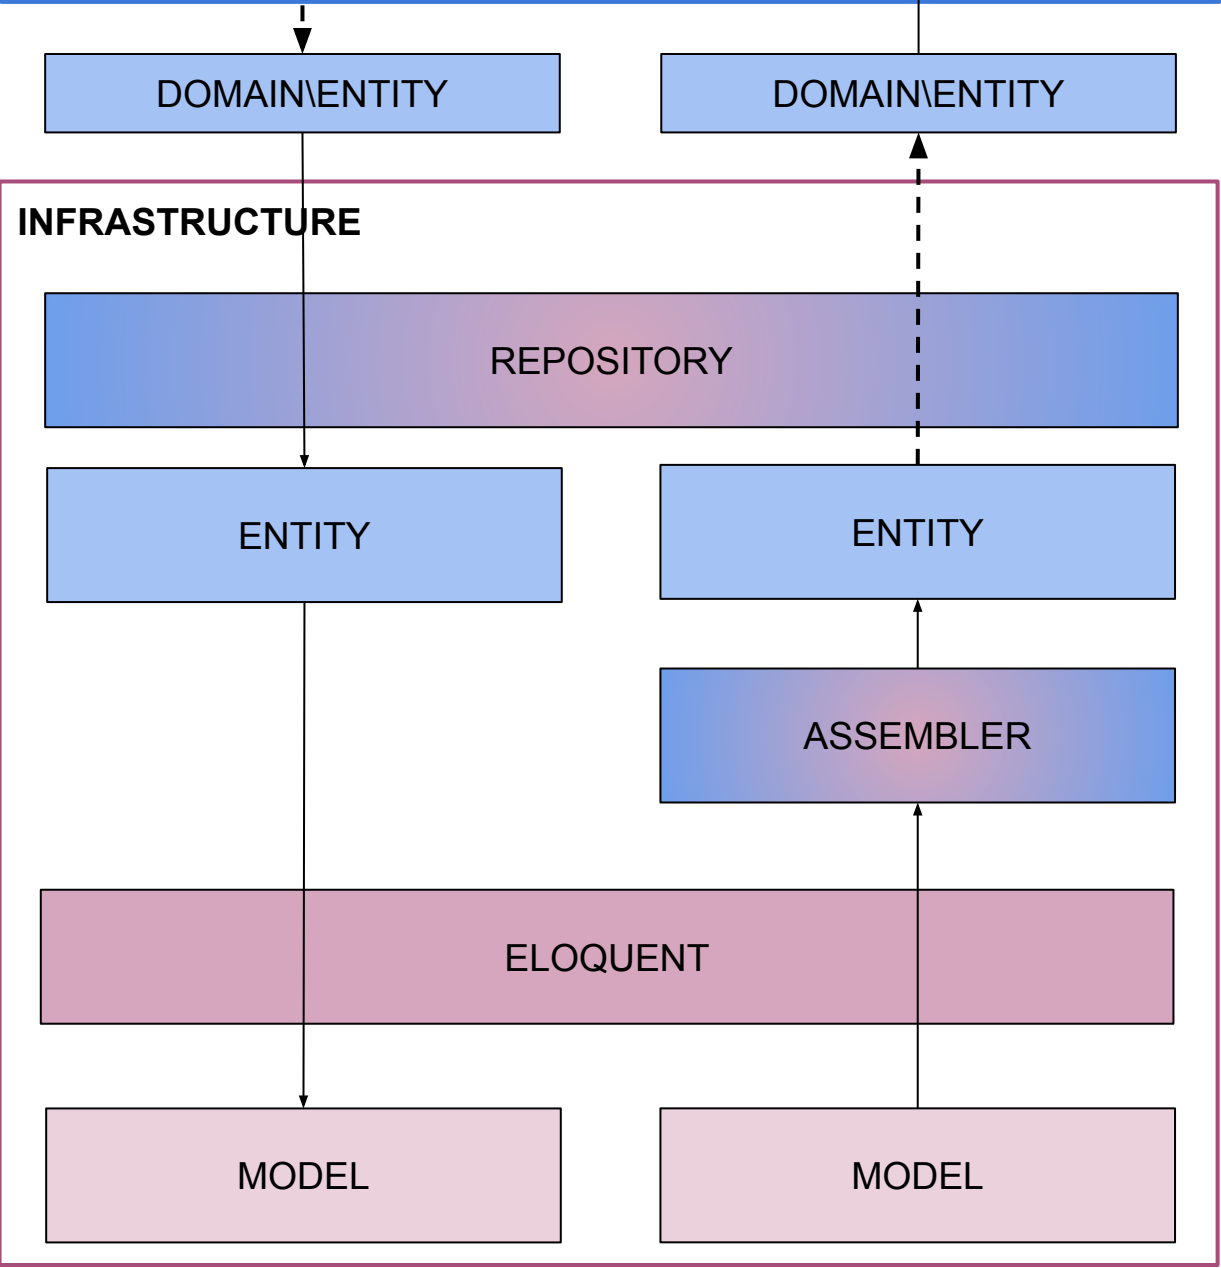 DOMAIN\ENTITY
DOMAIN\ENTITY
INFRASTRUCTURE
REPOSITORY
ENTITY
ENTITY
ASSEMBLER
ELOQUENT
MODEL
MODEL